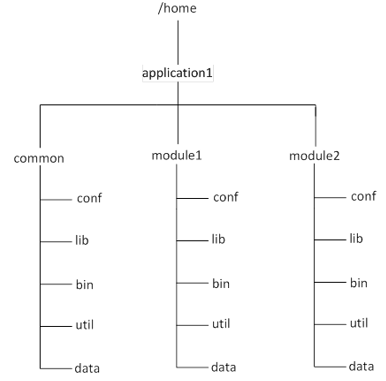 /home
application1
common
module1
module2
conf
conf
conf
lib
lib
lib
bin
bin
bin
util
util
util
data
data
data